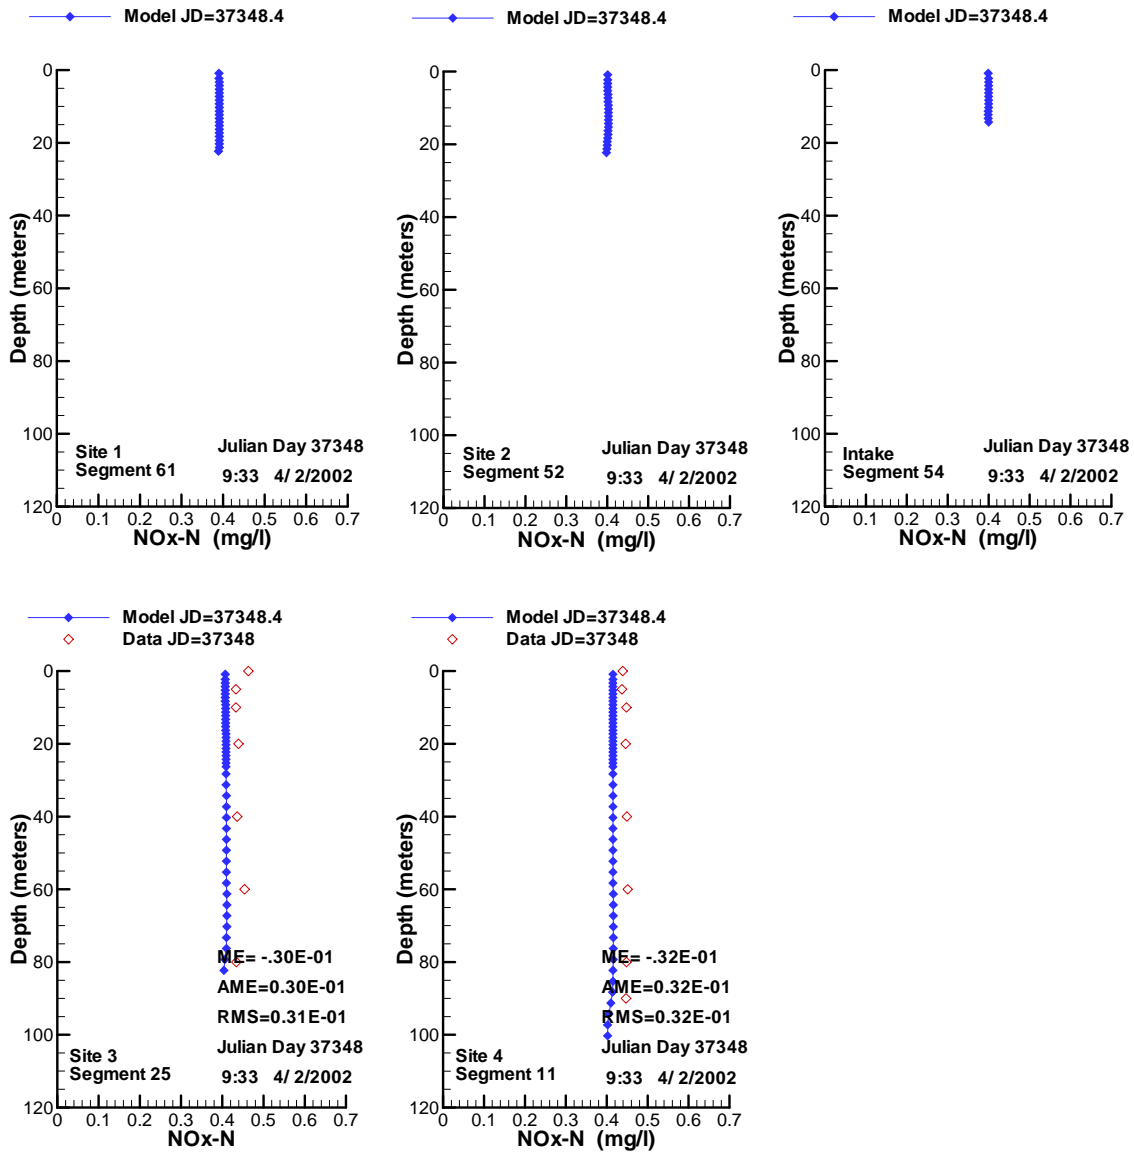 Model JD=37348.4
0
20
40
60
80
100
120
Depth (meters)
Site 1
Segment 61
Julian Day 37348
9:33 4/ 2/2002
0 0.1 0.2 0.3 0.4 0.5 0.6 0.7
NOx-N (mg/l)
Model JD=37348.4
0
20
40
60
80
100
120
Depth (meters)
Site 2
Segment 52
Julian Day 37348
9:33 4/ 2/2002
0 0.1 0.2 0.3 0.4 0.5 0.6 0.7
NOx-N (mg/l)
Model JD=37348.4
0
20
40
60
80
100
120
Depth (meters)
Intake
Segment 54
Julian Day 37348
9:33 4/ 2/2002
0 0.1 0.2 0.3 0.4 0.5 0.6 0.7
NOx-N (mg/l)
Model JD=37348.4
Data JD=37348
0
20
40
60
80
100
120
Depth (meters)
ME= -.30E-01
AME=0.30E-01
RMS=0.31E-01
Site 3
Segment 25
Julian Day 37348
9:33 4/ 2/2002
0 0.1 0.2 0.3 0.4 0.5 0.6 0.7
NOx-N
Model JD=37348.4
Data JD=37348
0
20
40
60
80
100
120
Depth (meters)
ME= -.32E-01
AME=0.32E-01
RMS=0.32E-01
Site 4
Segment 11
Julian Day 37348
9:33 4/ 2/2002
0 0.1 0.2 0.3 0.4 0.5 0.6 0.7
NOx-N (mg/l)